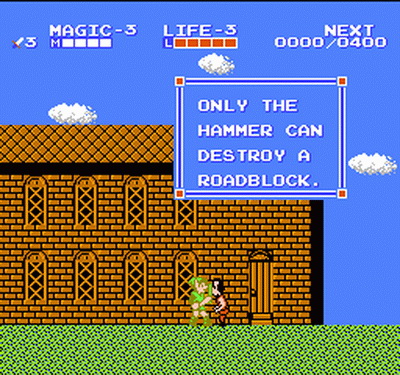 MAGIC-3 LIFE-3 NEXT
3 M L 0000/0400
ONLY THE
HAMMER CAN
DESTROY A
ROADBLOCK.